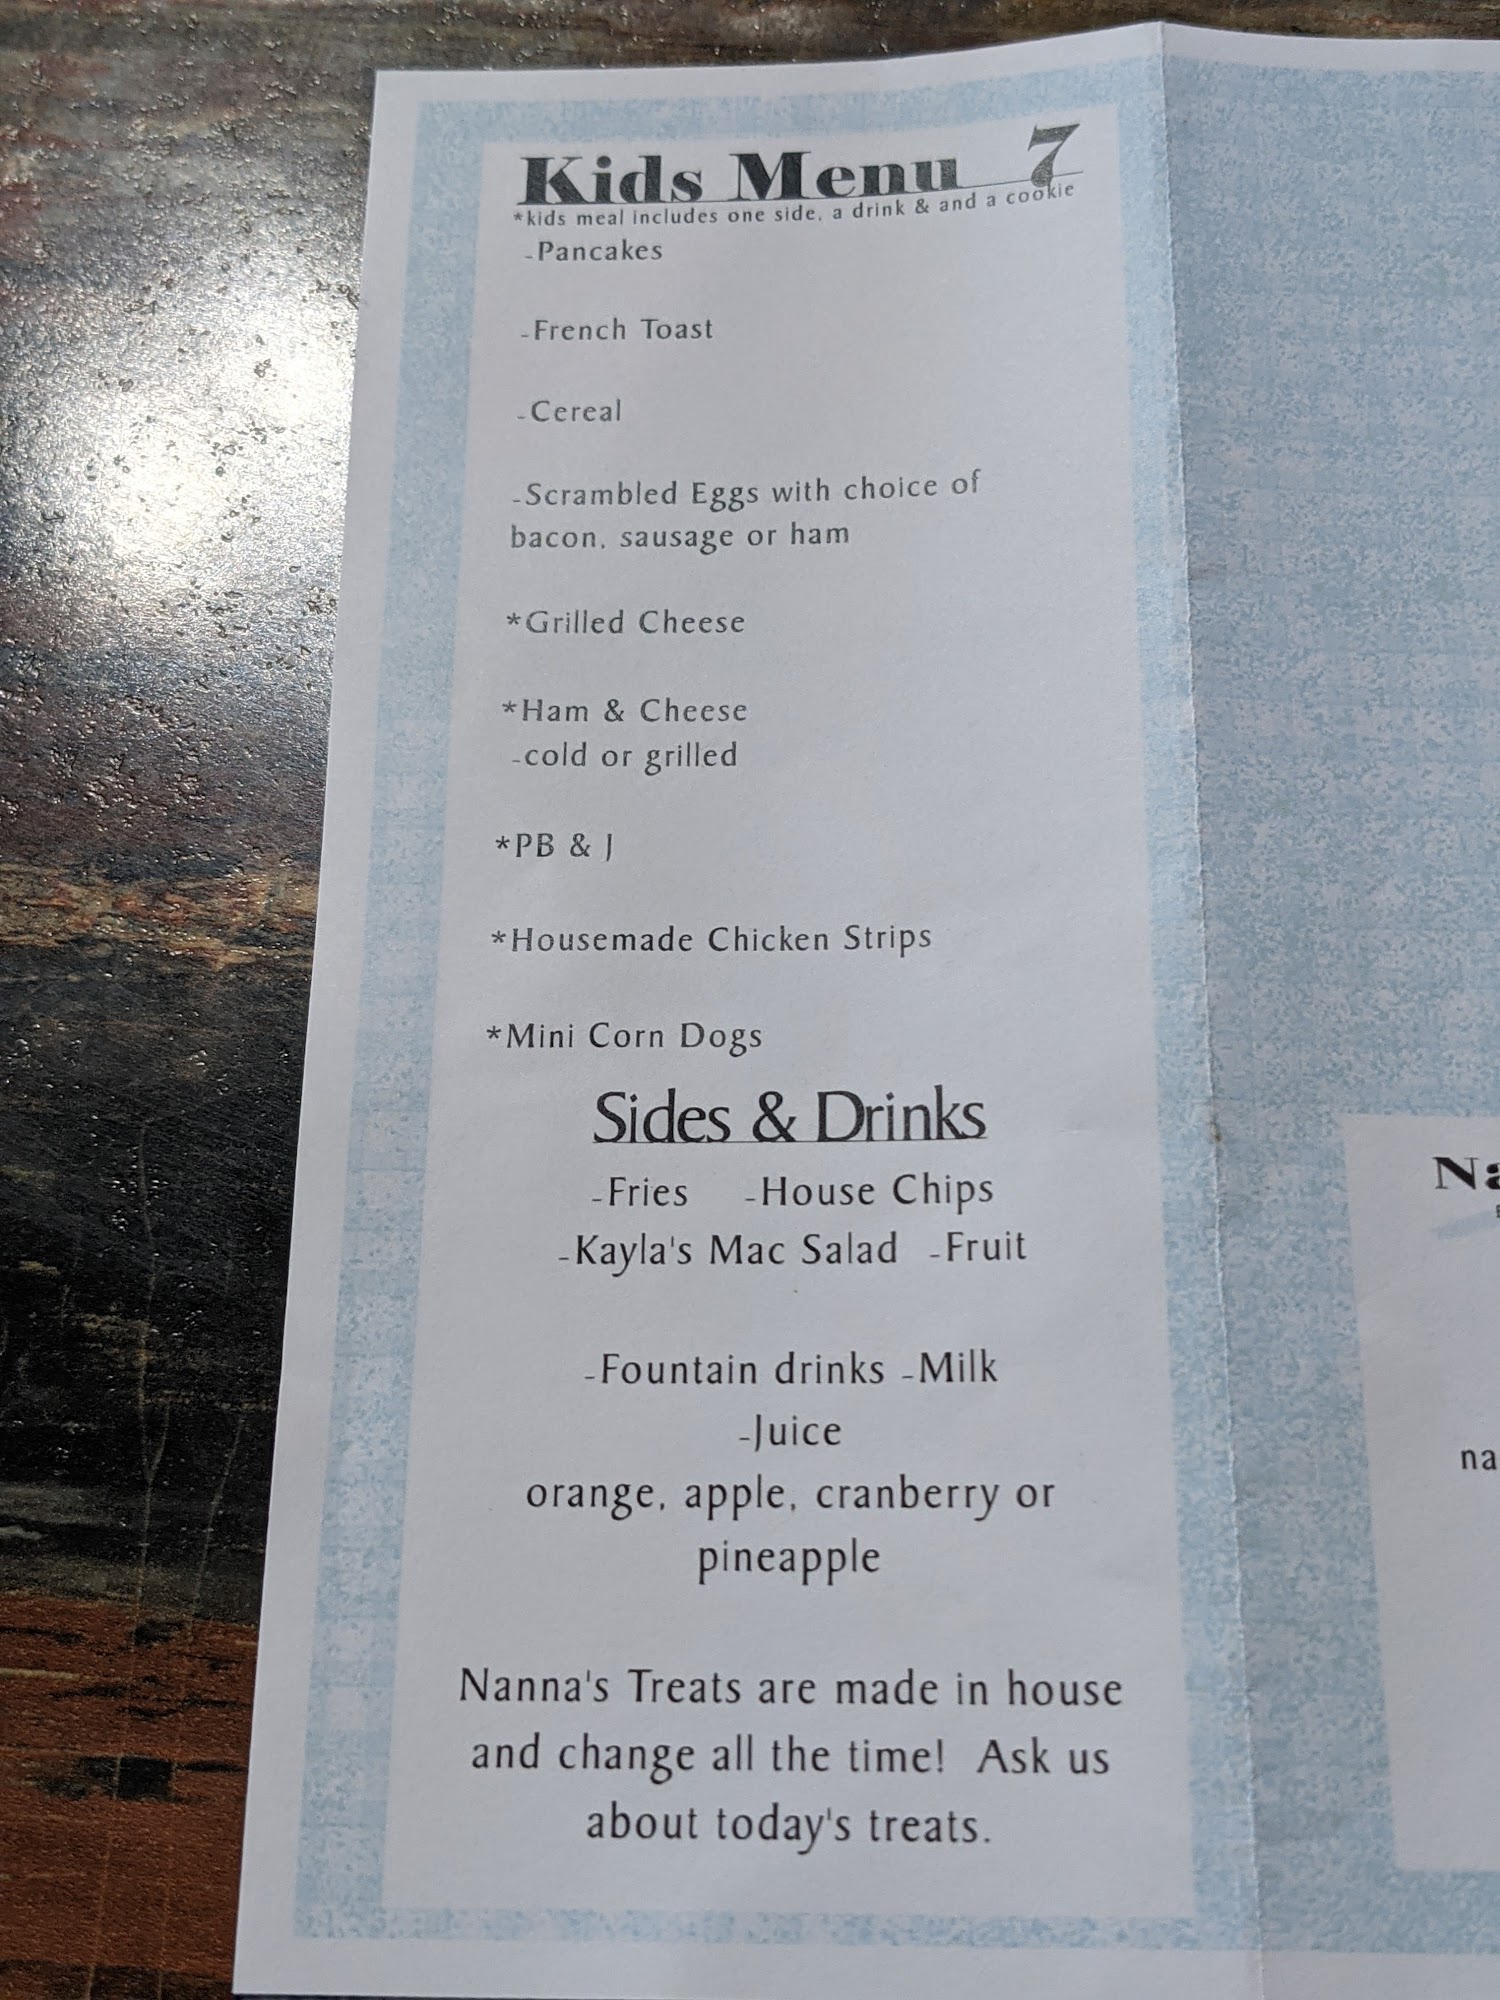 Kids Menu 7
*kids meal includes one side, a drink & and a cookie
-Pancakes
-French Toast
-Cereal
-Scrambled Eggs with choice of
bacon, sausage or ham
*Grilled Cheese
*Ham & Cheese
-cold or grilled
*PB & J
*Housemade Chicken Strips
*Mini Corn Dogs
Sides & Drinks
-Fries -House Chips
-Kayla's Mac Salad -Fruit
-Fountain drinks -Milk
-Juice
orange, apple, cranberry or
pineapple
Nanna's Treats are made in house
and change all the time! Ask us
about today's treats.
Na
na